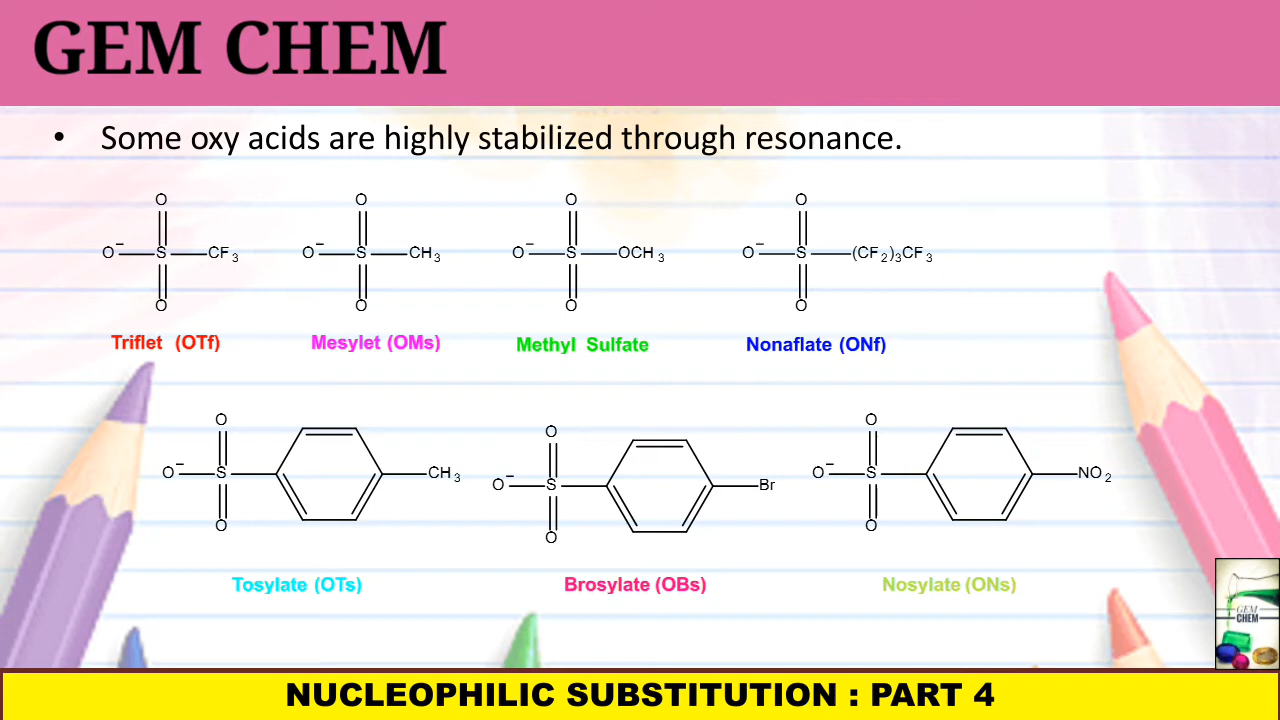 GEM CHEM
• Some oxy acids are highly stabilized through resonance.
O O O O
O⁻ S CF₃ O⁻ S CH₃ O⁻ S OCH₃ O⁻ S (CF₂)₃CF₃
O O O O
Triflet (OTf) Mesylet (OMs) Methyl Sulfate Nonaflate (ONf)
O O O
O⁻ S CH₃ O⁻ S Br O⁻ S NO₂
O O O
Tosylate (OTs) Brosylate (OBs) Nosylate (ONs)
GEM
CHEM
NUCLEOPHILIC SUBSTITUTION : PART 4